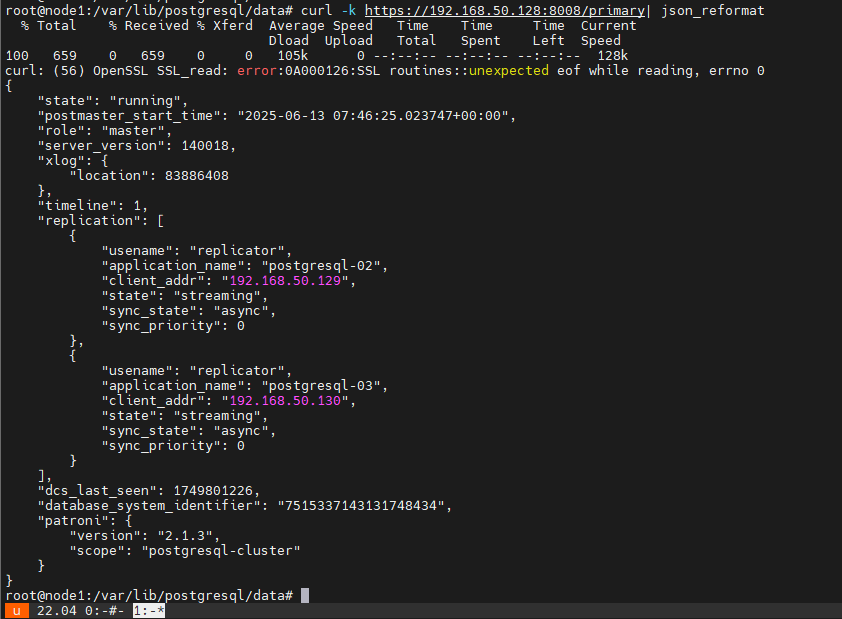 root@node1:/var/lib/postgresql/data# curl -k https://192.168.50.128:8008/primary| json_reformat
  % Total    % Received % Xferd  Average Speed   Time    Time     Time  Current
                                 Dload  Upload   Total   Spent    Left  Speed
100   659    0   659    0     0   105k      0 --:--:-- --:--:-- --:--:--  128k
curl: (56) OpenSSL SSL_read: error:0A000126:SSL routines::unexpected eof while reading, errno 0
{
    "state": "running",
    "postmaster_start_time": "2025-06-13 07:46:25.023747+00:00",
    "role": "master",
    "server_version": 140018,
    "xlog": {
        "location": 83886408
    },
    "timeline": 1,
    "replication": [
        {
            "usename": "replicator",
            "application_name": "postgresql-02",
            "client_addr": "192.168.50.129",
            "state": "streaming",
            "sync_state": "async",
            "sync_priority": 0
        },
        {
            "usename": "replicator",
            "application_name": "postgresql-03",
            "client_addr": "192.168.50.130",
            "state": "streaming",
            "sync_state": "async",
            "sync_priority": 0
        }
    ],
    "dcs_last_seen": 1749801226,
    "database_system_identifier": "7515337143131748434",
    "patroni": {
        "version": "2.1.3",
        "scope": "postgresql-cluster"
    }
}
root@node1:/var/lib/postgresql/data#
u 22.04 0:-#- 1:-*